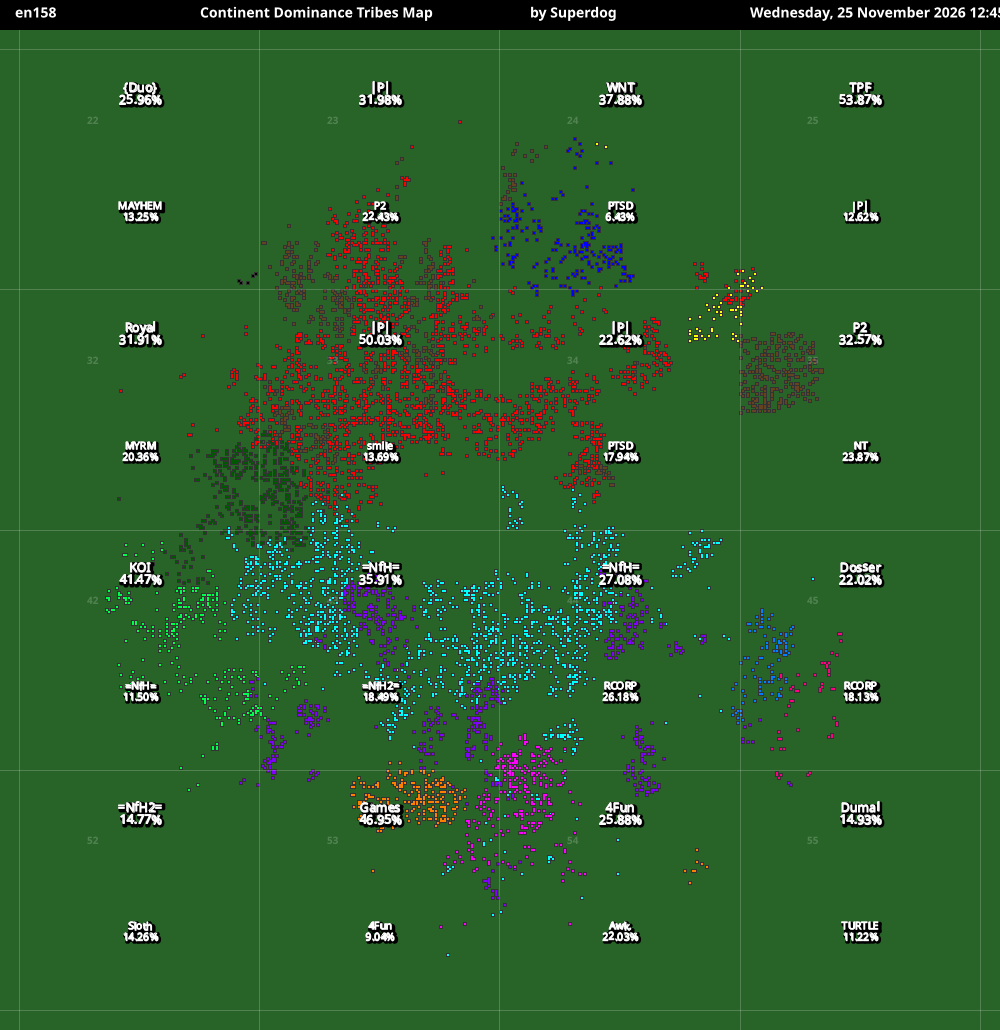 en158 Continent Dominance Tribes Map by Superdog Wednesday, 25 November 2026 12:45
{Duo} |P| WNT TPF
25.96% 31.98% 37.88% 53.87%
22 23 24 25
MAYHEM P2 PTSD |P|
13.25% 22.43% 6.43% 12.62%
Royal |P| |P| P2
31.91% 50.03% 22.62% 32.57%
32 34
MYRM smile PTSD NT
20.36% 13.69% 17.94% 23.87%
KOI =NfH= =NfH= Dosser
41.47% 35.91% 27.08% 22.02%
42 45
=NfH= =NfH2= RCORP RCORP
11.50% 18.49% 26.18% 18.13%
=NfH2= Games 4Fun Dumal
14.77% 46.95% 25.88% 14.93%
52 53 54 55
Sloth 4Fun Awk. TURTLE
14.26% 9.04% 22.03% 11.22%